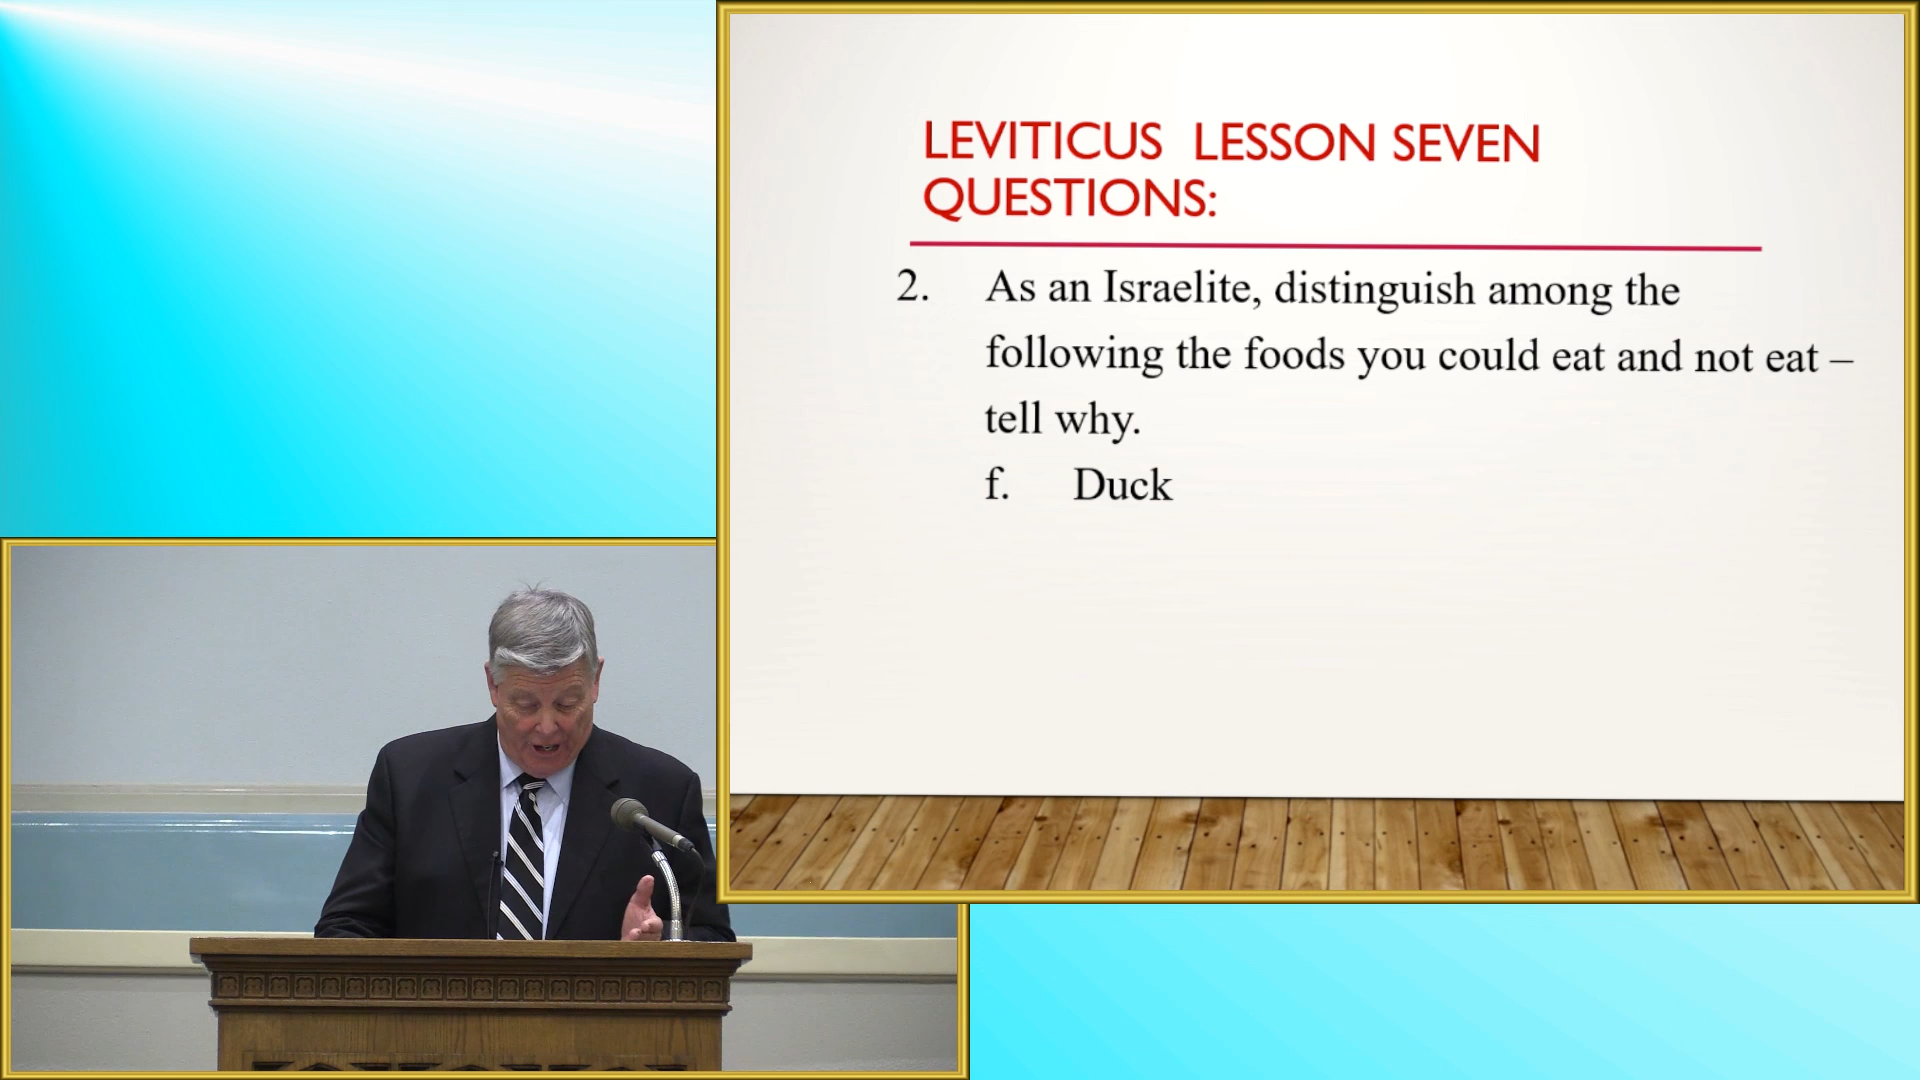 LEVITICUS LESSON SEVEN
QUESTIONS:
2. As an Israelite, distinguish among the
following the foods you could eat and not eat –
tell why.
f. Duck